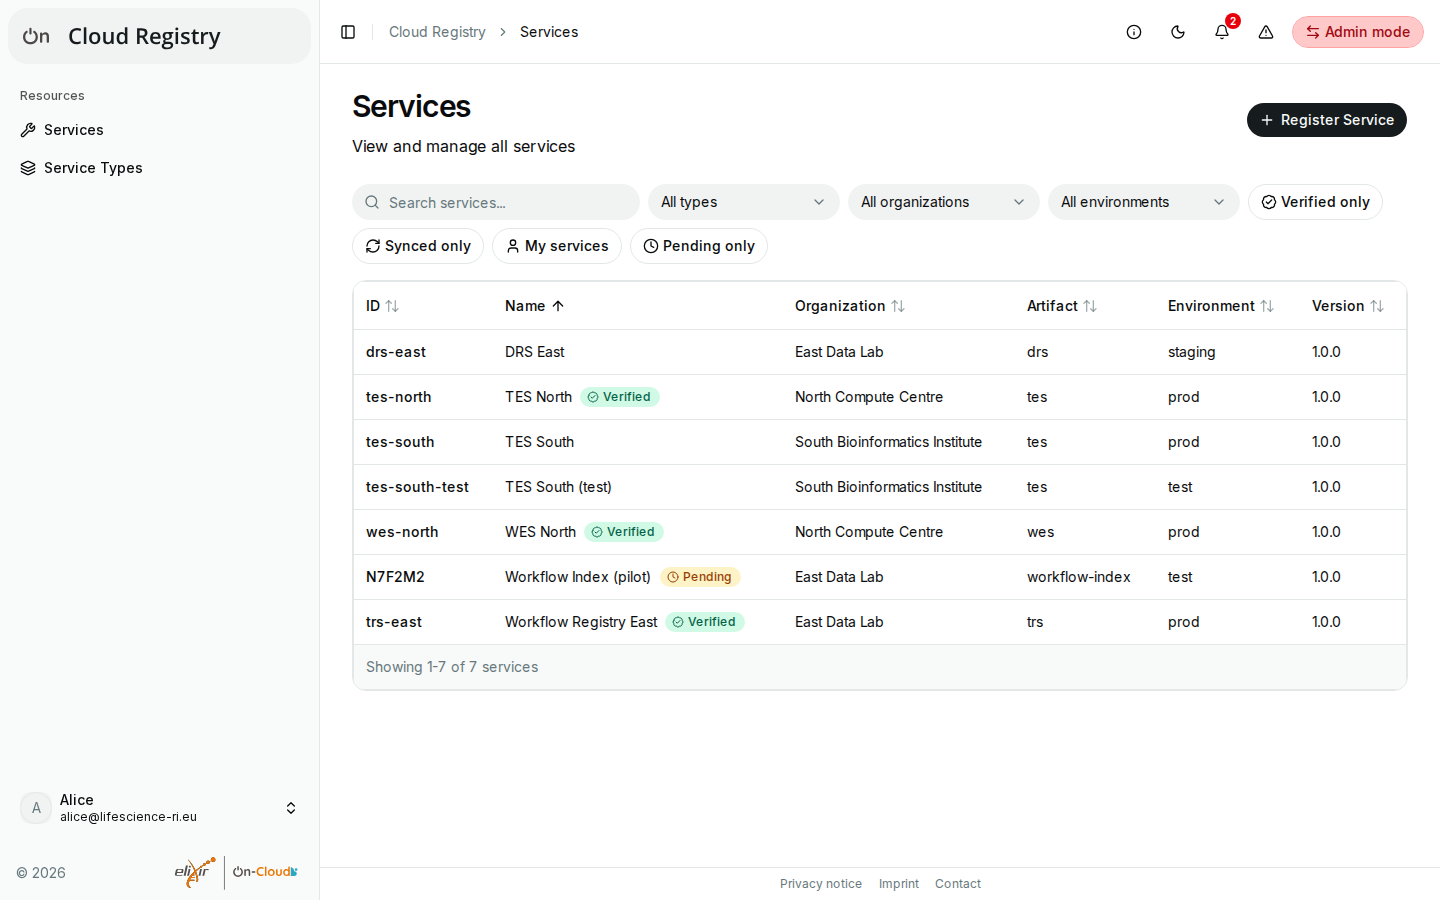 On Cloud Registry
Resources
Services
Service Types
Alice
A
alice@lifescience-ri.eu
© 2026
elixir
On-Cloud
Cloud Registry > Services
2
Admin mode
Services
View and manage all services
Register Service
Search services...
All types
All organizations
All environments
Verified only
Synced only
My services
Pending only
ID Name Organization Artifact Environment Version
drs-east DRS East East Data Lab drs staging 1.0.0
tes-north TES North Verified North Compute Centre tes prod 1.0.0
tes-south TES South South Bioinformatics Institute tes prod 1.0.0
tes-south-test TES South (test) South Bioinformatics Institute tes test 1.0.0
wes-north WES North Verified North Compute Centre wes prod 1.0.0
N7F2M2 Workflow Index (pilot) Pending East Data Lab workflow-index test 1.0.0
trs-east Workflow Registry East Verified East Data Lab trs prod 1.0.0
Showing 1-7 of 7 services
Privacy notice Imprint Contact